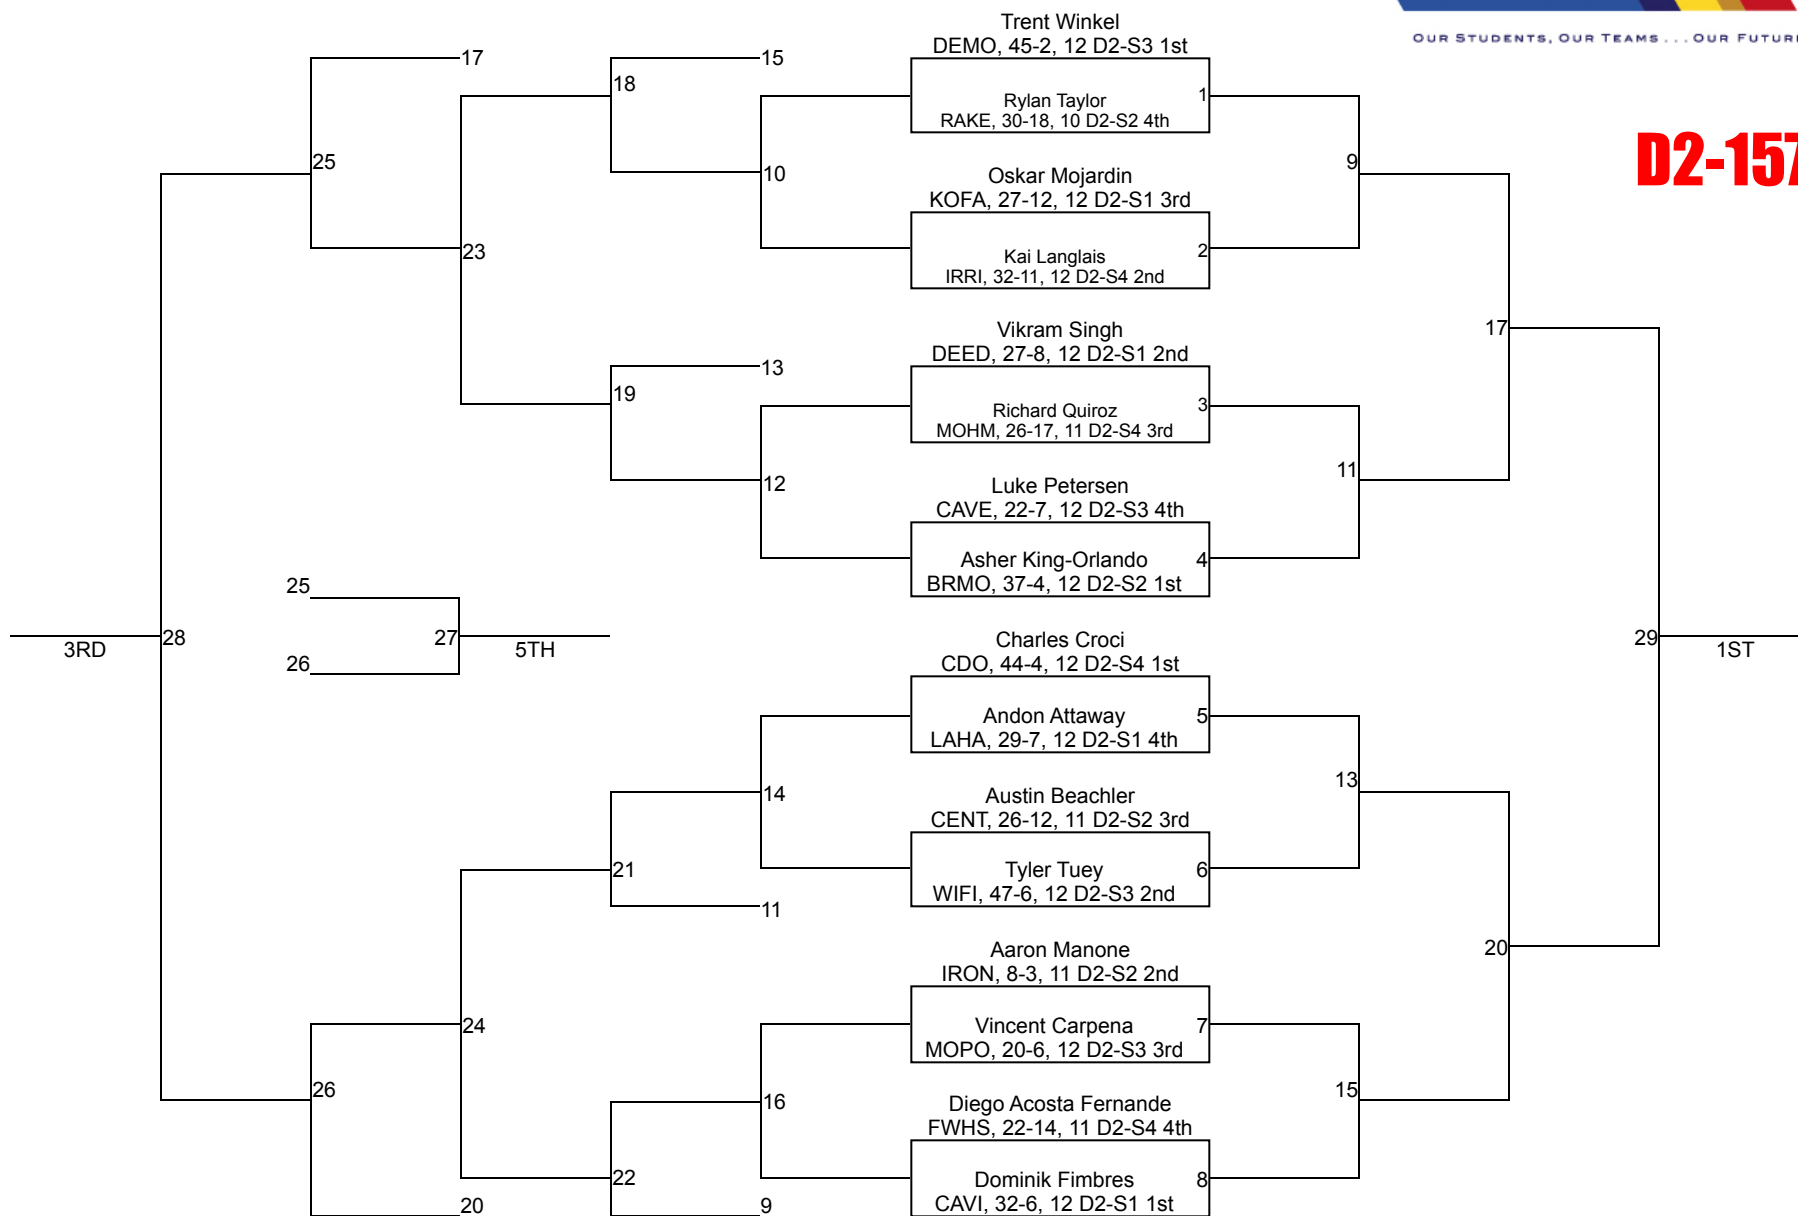 OUR STUDENTS, OUR TEAMS...OUR FUTURE
D2-157
Trent Winkel
DEMO, 45-2, 12 D2-S3 1st
17
15
18
Rylan Taylor
1
RAKE, 30-18, 10 D2-S2 4th
25
10
9
Oskar Mojardin
KOFA, 27-12, 12 D2-S1 3rd
23
Kai Langlais
2
IRRI, 32-11, 12 D2-S4 2nd
Vikram Singh
17
DEED, 27-8, 12 D2-S1 2nd
13
19
Richard Quiroz
3
MOHM, 26-17, 11 D2-S4 3rd
12
11
Luke Petersen
CAVE, 22-7, 12 D2-S3 4th
Asher King-Orlando
4
BRMO, 37-4, 12 D2-S2 1st
25
3RD
28
27
5TH
26
Charles Croci
CDO, 44-4, 12 D2-S4 1st
29
1ST
Andon Attaway
5
LAHA, 29-7, 12 D2-S1 4th
14
13
Austin Beachler
CENT, 26-12, 11 D2-S2 3rd
21
Tyler Tuey
6
WIFI, 47-6, 12 D2-S3 2nd
11
Aaron Manone
20
IRON, 8-3, 11 D2-S2 2nd
24
Vincent Carpena
7
MOPO, 20-6, 12 D2-S3 3rd
26
16
15
Diego Acosta Fernande
FWHS, 22-14, 11 D2-S4 4th
22
Dominik Fimbres
8
CAVI, 32-6, 12 D2-S1 1st
20
9